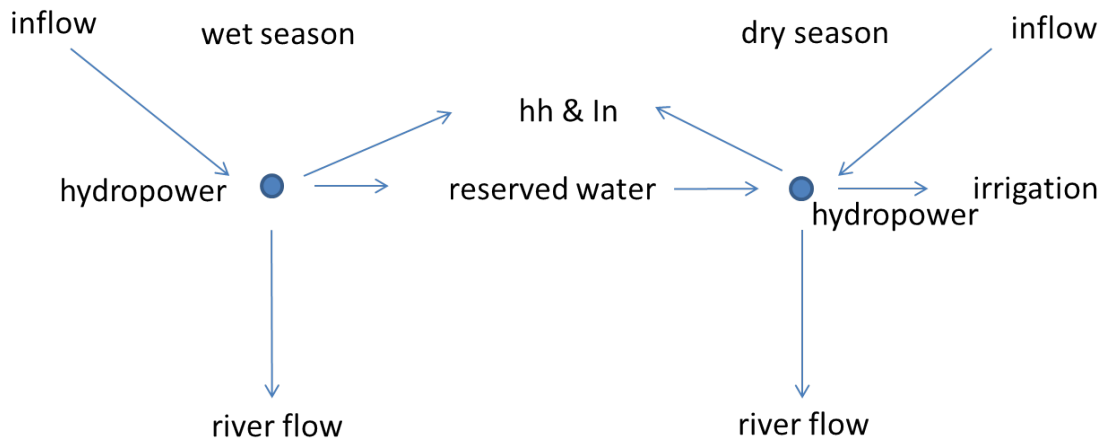 inflow
wet season
dry season
inflow
hh & In
hydropower
reserved water
irrigation
hydropower
river flow
river flow